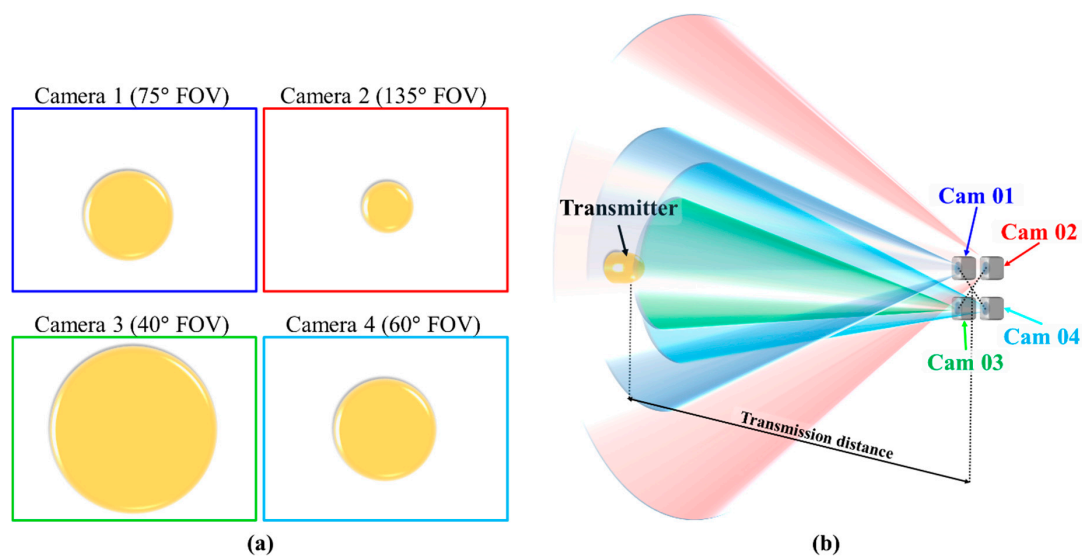 Camera 1 (75° FOV)
Camera 2 (135° FOV)
Camera 3 (40° FOV)
Camera 4 (60° FOV)
(a)
Transmitter
Cam 01
Cam 02
Cam 04
Cam 03
Transmission distance
(b)